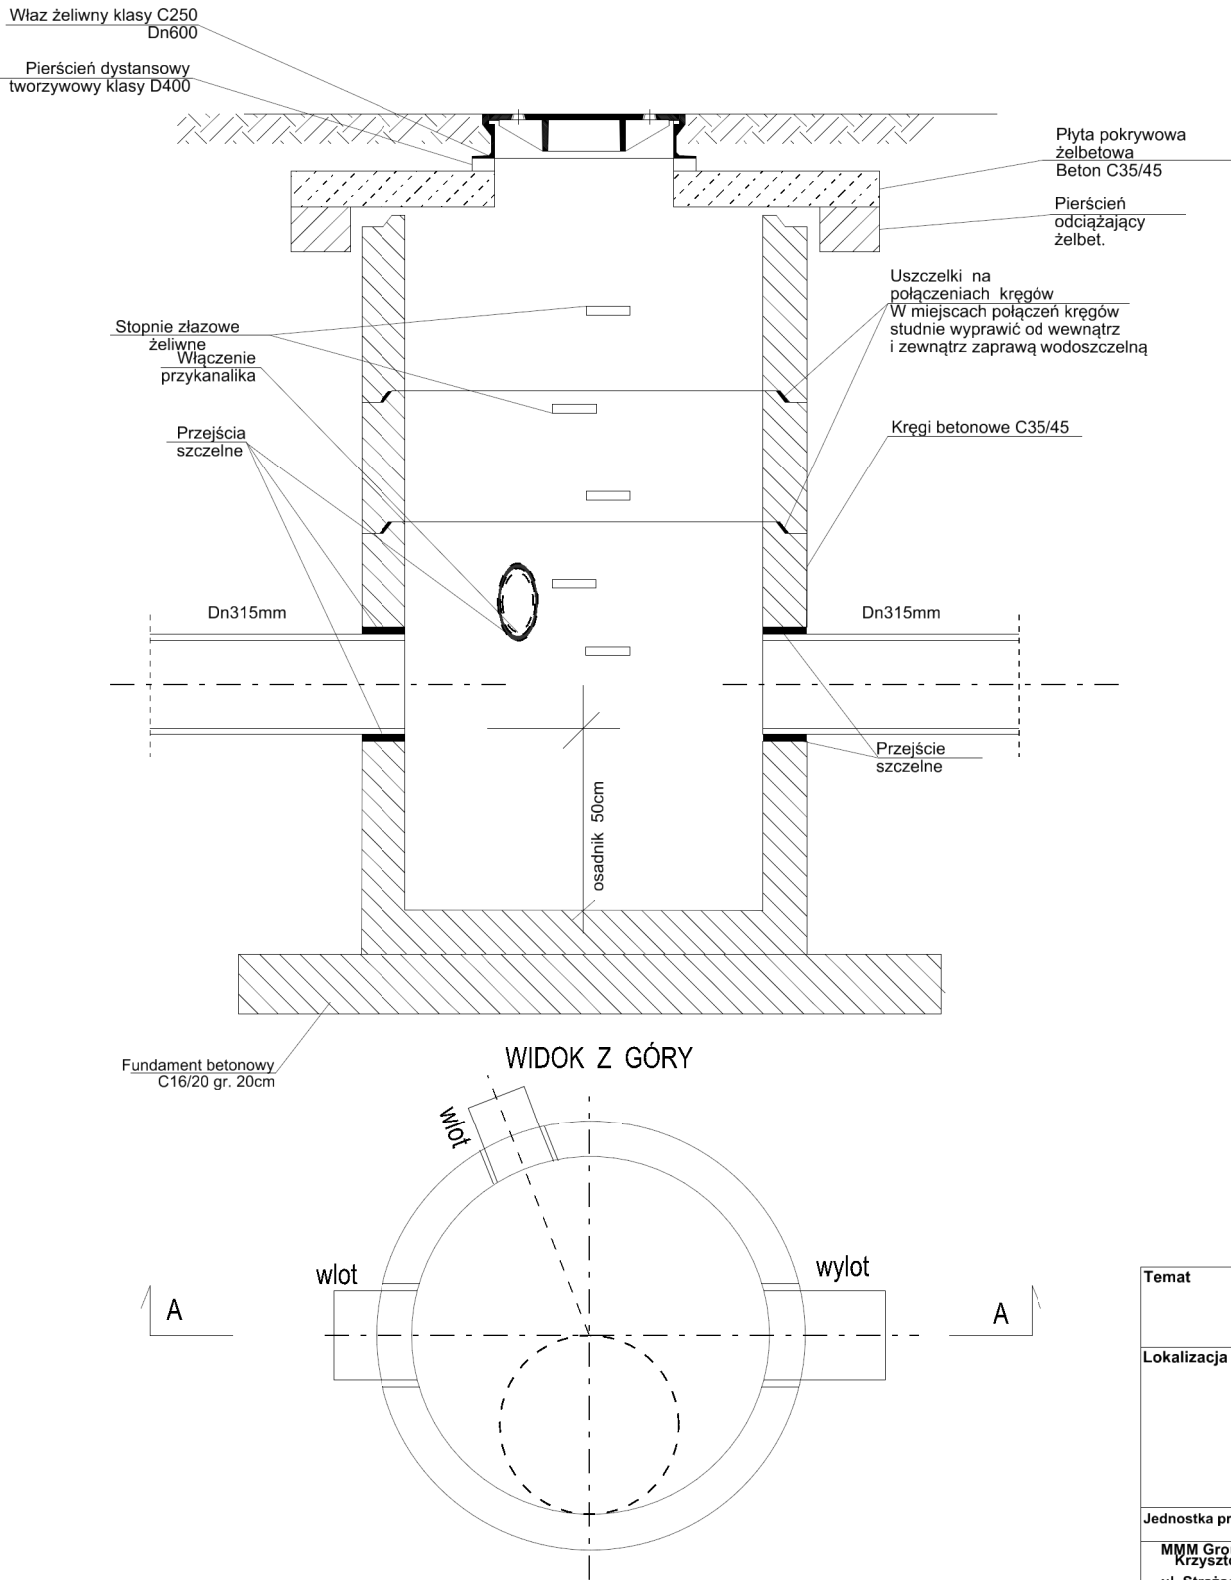 Właz żeliwny klasy C250
Dn600
Pierścień dystansowy
tworzywowy klasy D400
Płyta pokrywowa
żelbetowa
Beton C35/45
Pierścień
odciążający
żelbet.
Uszczelki na
połączeniach kręgów
W miejscach połączeń kręgów
studnie wyprawić od wewnątrz
i zewnątrz zaprawą wodoszczelną
Stopnie złazowe
żeliwne
Włączenie
przykanalika
Kręgi betonowe C35/45
Przejścia
szczelne
Dn315mm
Dn315mm
Przejście
szczelne
osadnik 50cm
Fundament betonowy
C16/20 gr. 20cm
WIDOK Z GÓRY
wlot
wlot
wylot
A
A
Temat
Lokalizacja
Jednostka
MMM